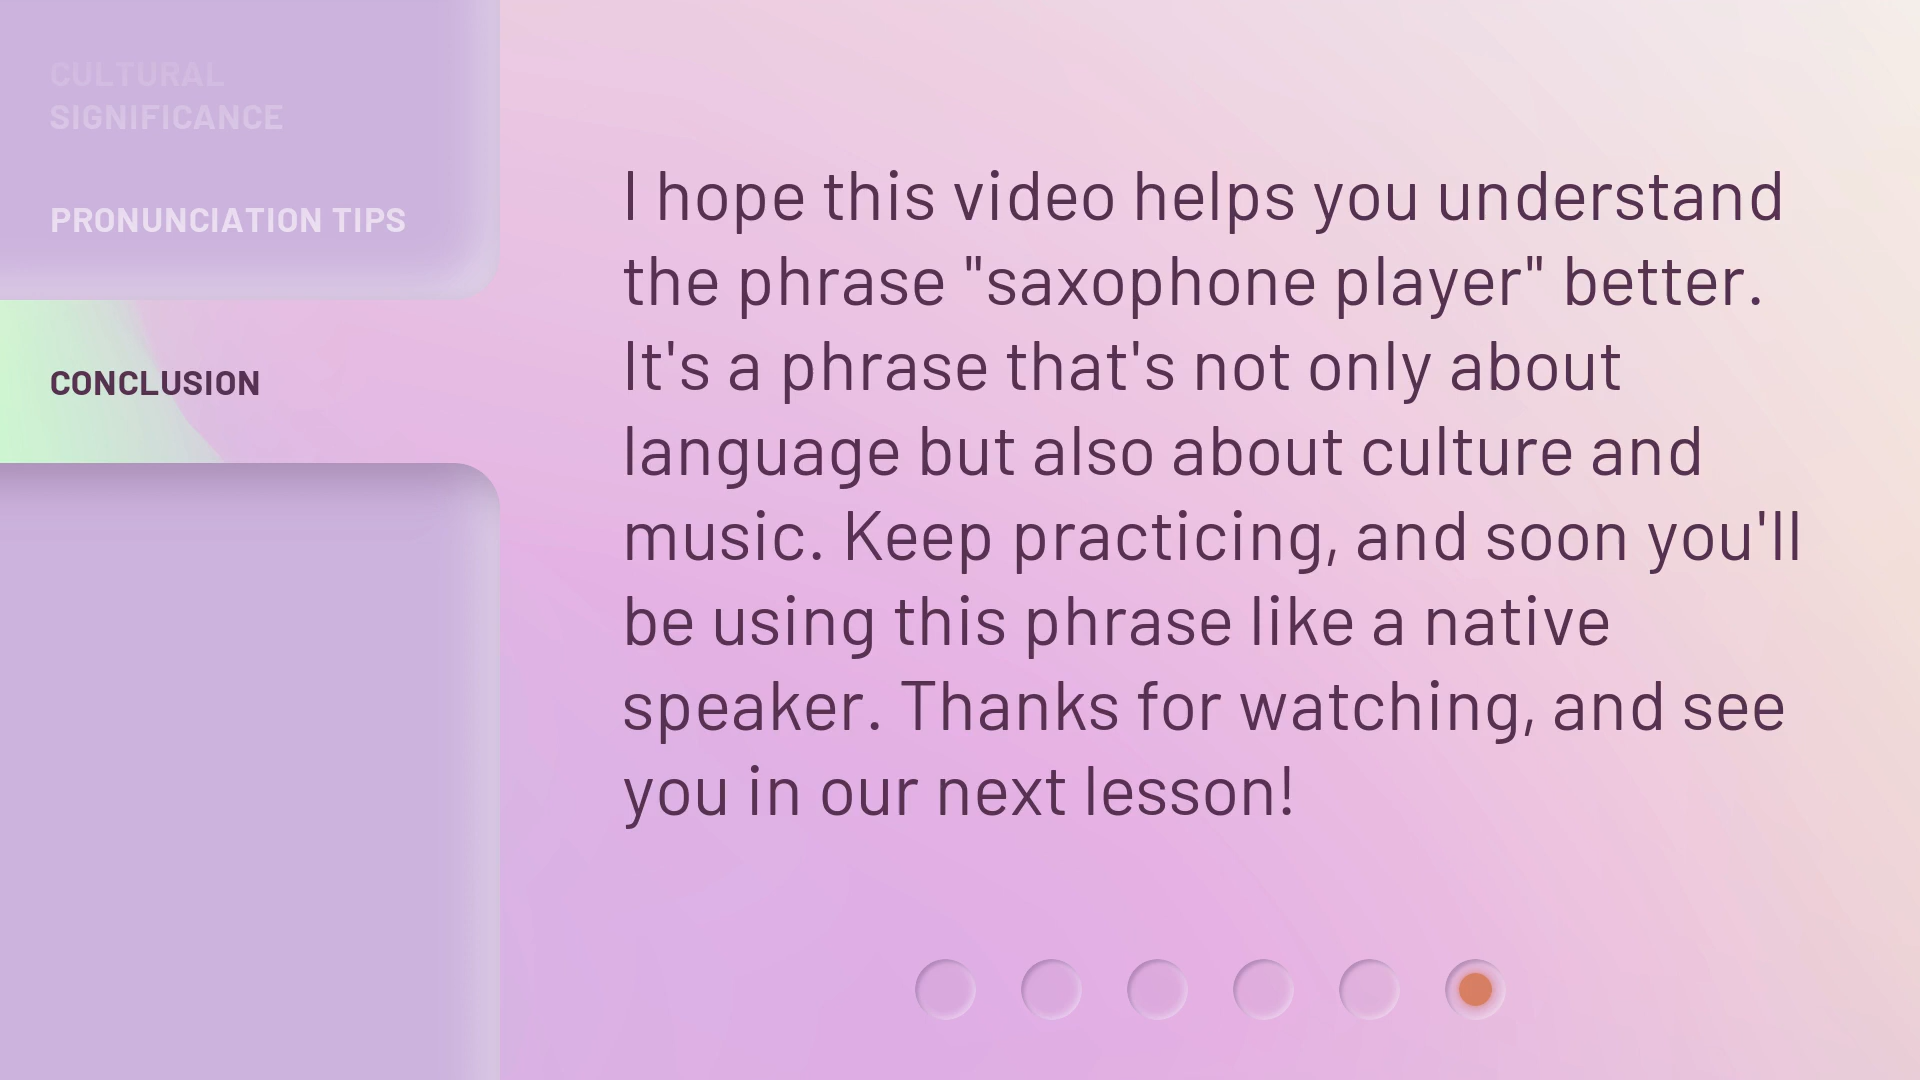 CULTURAL
SIGNIFICANCE
PRONUNCIATION TIPS
CONCLUSION
I hope this video helps you understand
the phrase "saxophone player" better.
It's a phrase that's not only about
language but also about culture and
music. Keep practicing, and soon you'll
be using this phrase like a native
speaker. Thanks for watching, and see
you in our next lesson!